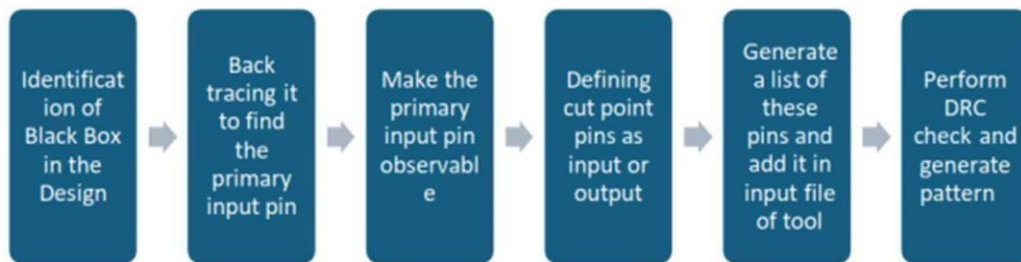 Identificat
ion of
Black Box
in the
Design
Back
tracing it
to find
the
primary
input pin
Make the
primary
input pin
observabl
e
Defining
cut point
pins as
input or
output
Generate
a list of
these
pins and
add it in
input file
of tool
Perform
DRC
check and
generate
pattern